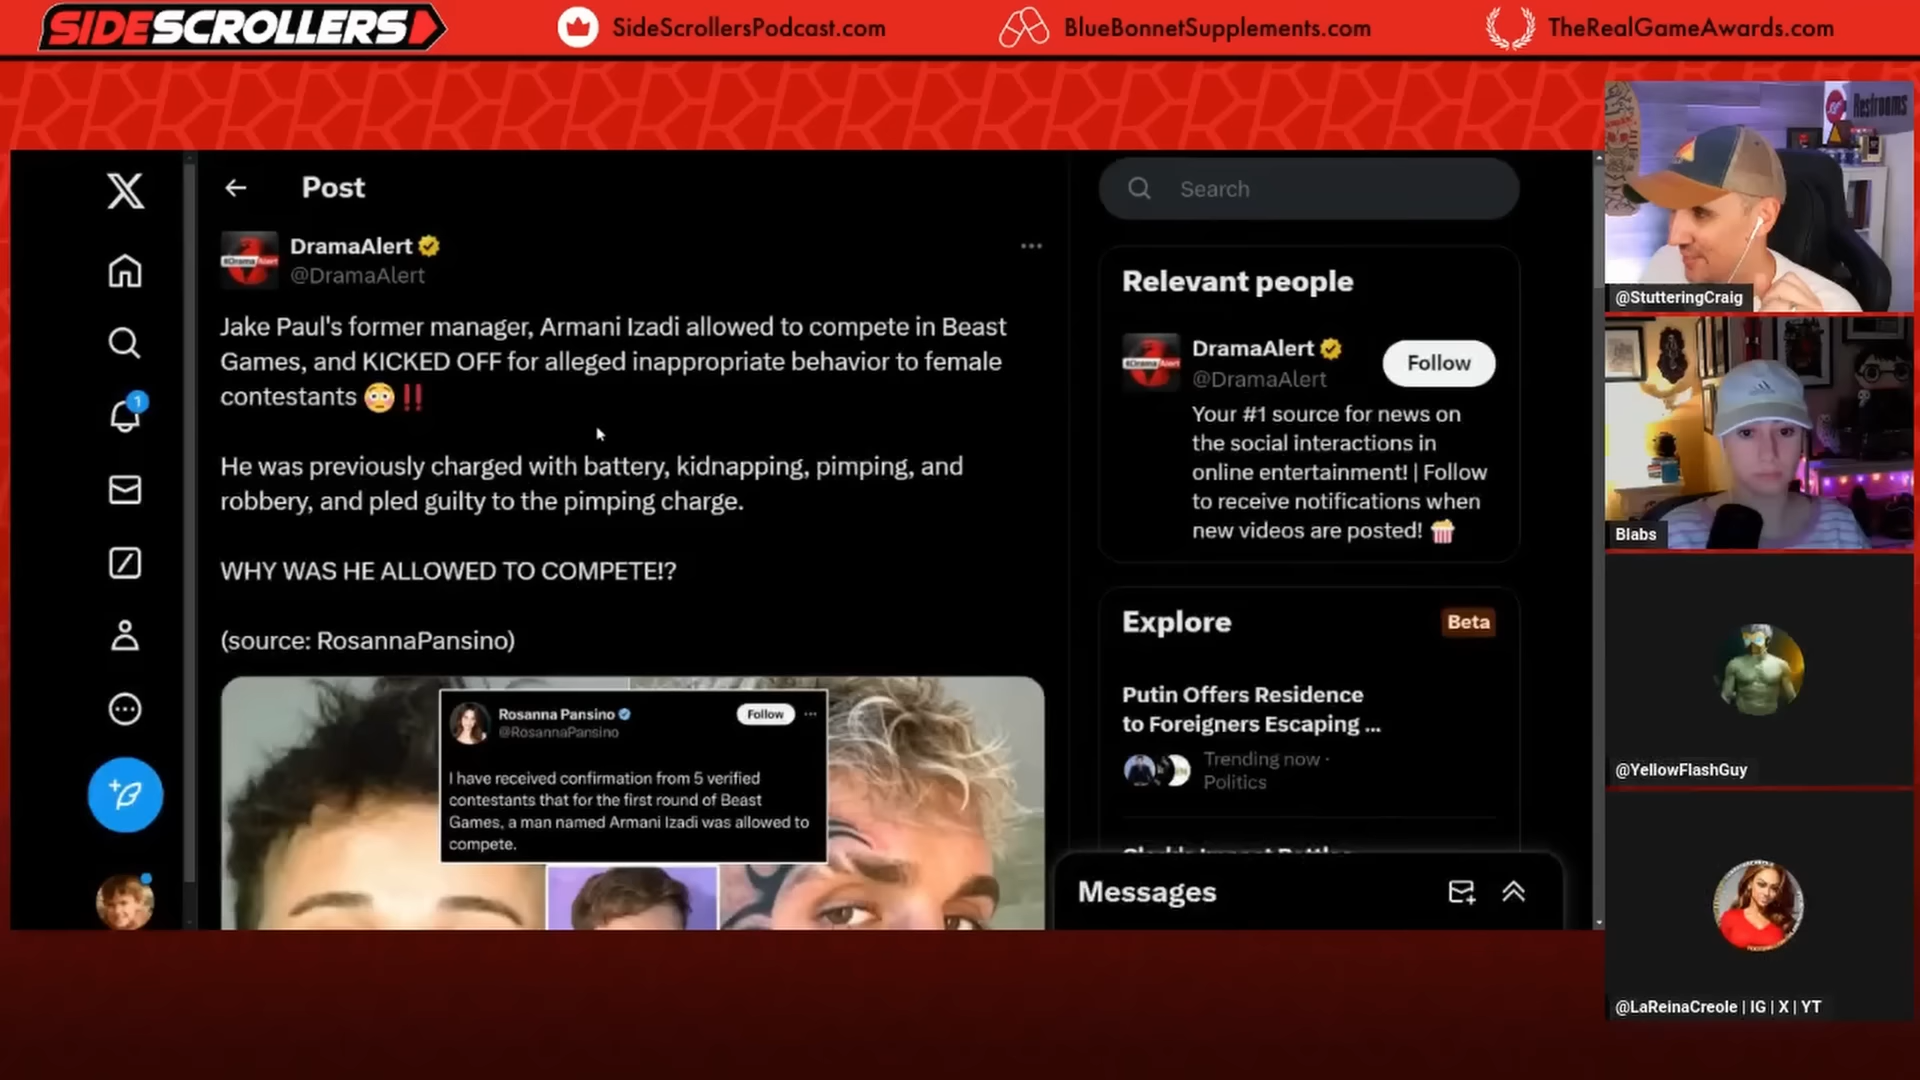 SIDESCROLLERS
SideScrollersPodcast.com
BlueBonnetSupplements.com
TheRealGameAwards.com
Post
DramaAlert
@DramaAlert
Jake Paul's former manager, Armani Izadi allowed to compete in Beast
Games, and KICKED OFF for alleged inappropriate behavior to female
contestants 😳‼️
He was previously charged with battery, kidnapping, pimping, and
robbery, and pled guilty to the pimping charge.
WHY WAS HE ALLOWED TO COMPETE!?
(source: RosannaPansino)
Rosanna Pansino
@RosannaPansino
Follow
I have received confirmation from 5 verified
contestants that for the first round of Beast
Games, a man named Armani Izadi was allowed to
compete.
1
Search
Relevant people
DramaAlert
@DramaAlert
Follow
Your #1 source for news on
the social interactions in
online entertainment! | Follow
to receive notifications when
new videos are posted! 🍿
Explore
Beta
Putin Offers Residence
to Foreigners Escaping ...
Trending now ·
Politics
Messages
Restrooms
@StutteringCraig
Blabs
@YellowFlashGuy
@LaReinaCreole | IG | X | YT